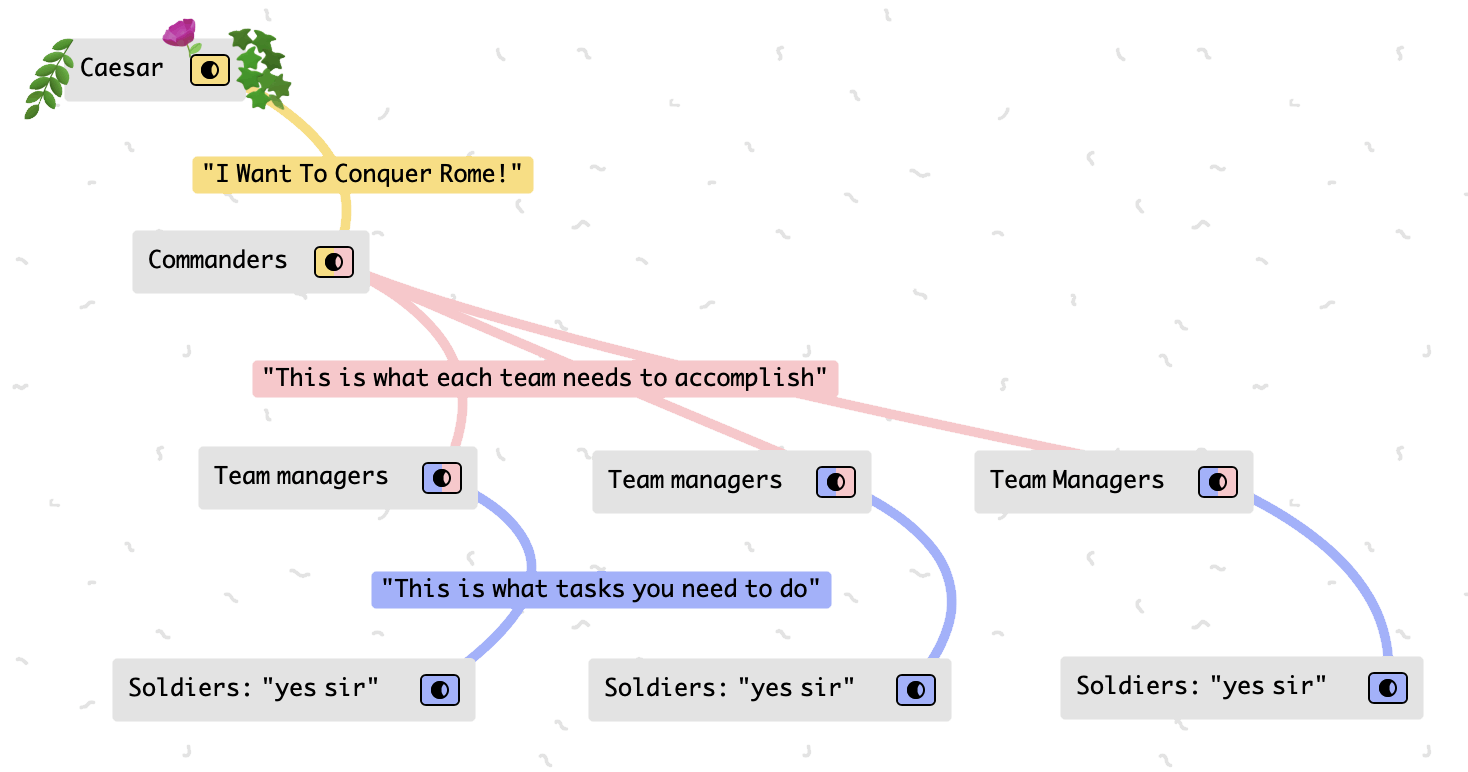 Caesar
"I Want To Conquer Rome!"
Commanders
"This is what each team needs to accomplish"
Team managers
Team managers
Team Managers
"This is what tasks you need to do"
Soldiers: "yes sir"
Soldiers: "yes sir"
Soldiers: "yes sir"